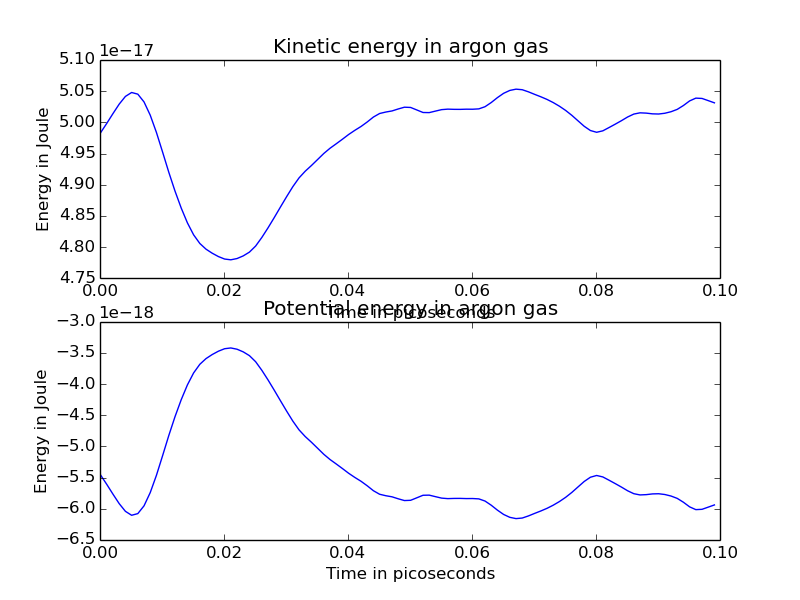 Kinetic energy in argon gas
1e−17
5.10
5.05
5.00
4.95
4.90
4.85
4.80
4.75
Energy in Joule
0.00 0.02 0.04 0.06 0.08 0.10
Time in picoseconds
Potential energy in argon gas
1e−18
−3.0
−3.5
−4.0
−4.5
−5.0
−5.5
−6.0
−6.5
Energy in Joule
0.00 0.02 0.04 0.06 0.08 0.10
Time in picoseconds